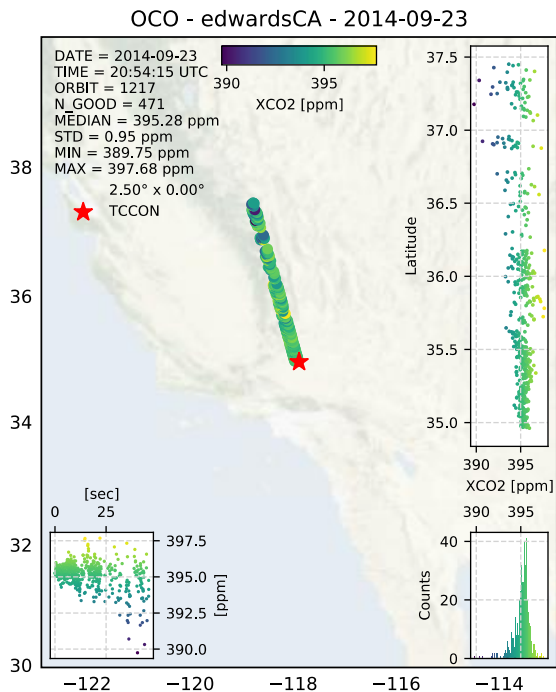 OCO - edwardsCA - 2014-09-23
DATE = 2014-09-23
TIME = 20:54:15 UTC
ORBIT = 1217
N_GOOD = 471
MEDIAN = 395.28 ppm
STD = 0.95 ppm
MIN = 389.75 ppm
MAX = 397.68 ppm
2.50° x 0.00°
TCCON
390 395
XCO2 [ppm]
37.5
37.0
36.5
36.0
35.5
35.0
Latitude
390 395
XCO2 [ppm]
38
36
34
32
30
[sec]
0 25
397.5
395.0
392.5
390.0
[ppm]
390 395
40
20
0
Counts
−122 −120 −118 −116 −114